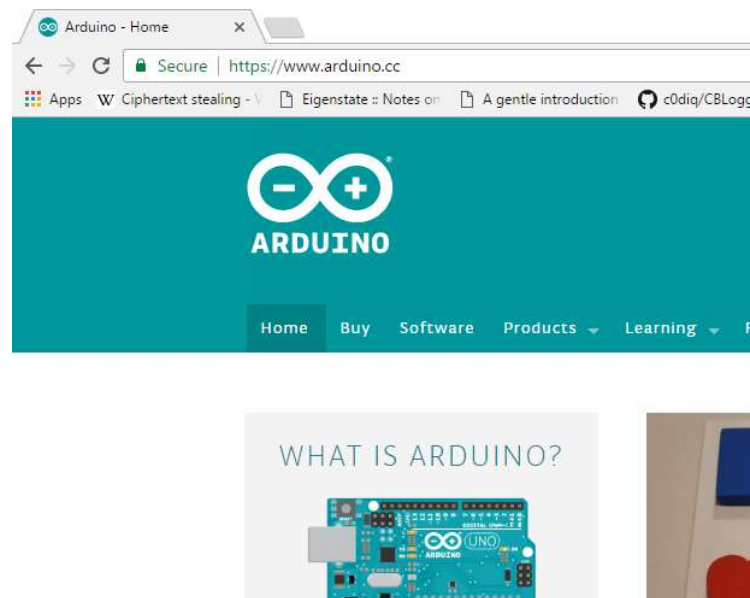 Arduino - Home
Secure | https://www.arduino.cc
Apps W Ciphertext stealing - Eigenstate :: Notes on A gentle introduction c0diq/CBLogg
ARDUINO
Home Buy Software Products Learning
WHAT IS ARDUINO?
UNO
ARDUINO